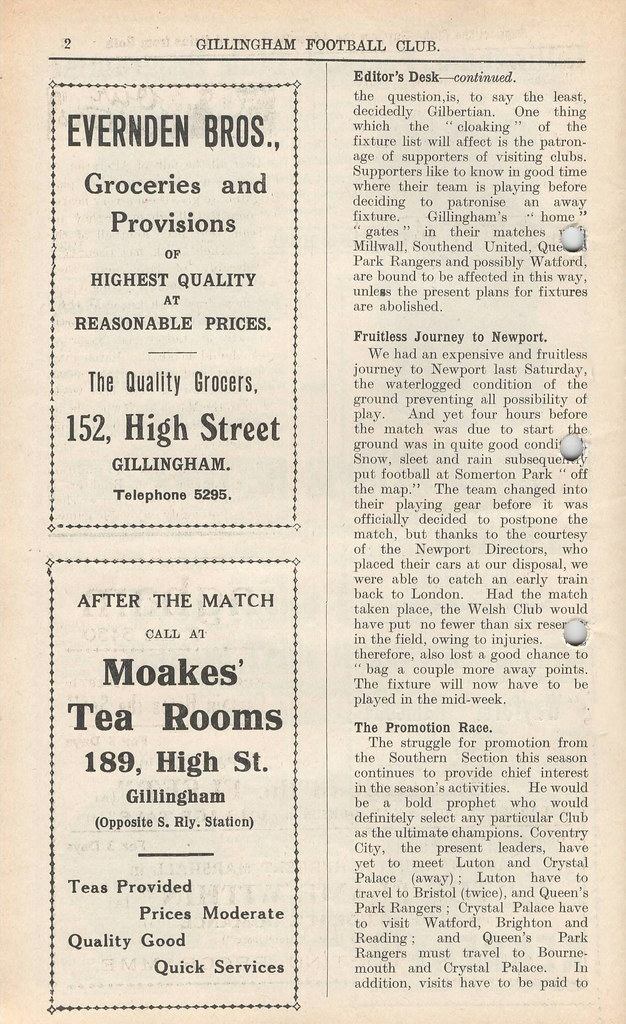 2
GILLINGHAM FOOTBALL CLUB.
EVERNDEN BROS.,
Groceries and
Provisions
OF
HIGHEST QUALITY
AT
REASONABLE PRICES.
The Quality Grocers,
152, High Street
GILLINGHAM.
Telephone 5295.
AFTER THE MATCH
CALL AT
Moakes'
Tea Rooms
189, High St.
Gillingham
(Opposite S. Rly. Station)
Teas Provided
Prices Moderate
Quality Good
Quick Services
Editor's Desk—continued.
the question,is, to say the least,
decidedly Gilbertian. One thing
which the "cloaking" of the
fixture list will affect is the patron-
age of supporters of visiting clubs.
Supporters like to know in good time
where their team is playing before
deciding to patronise an away
fixture. Gillingham's "home"
"gates" in their matches
Millwall, Southend United,
Park Rangers and possibly Watford,
are bound to be affected in this way,
unless the present plans for fixtures
are abolished.
Fruitless Journey to Newport.
We had an expensive and fruitless
journey to Newport last Saturday,
the waterlogged condition of the
ground preventing all possibility of
play. And yet four hours before
the match was due to start the
ground was in quite good
Snow, sleet and rain subsequently
put football at Somerton Park "off
the map." The team changed into
their playing gear before it was
officially decided to postpone the
match, but thanks to the courtesy
of the Newport Directors, who
placed their cars at our disposal, we
were able to catch an early train
back to London. Had the match
taken place, the Welsh Club would
have put no fewer than six
in the field, owing to injuries.
therefore, also lost a good chance to
"bag a couple more away points.
The fixture will now have to be
played in the mid-week.
The Promotion Race.
The struggle for promotion from
the Southern Section this season
continues to provide chief interest
in the season's activities. He would
be a bold prophet who would
definitely select any particular Club
as the ultimate champions. Coventry
City, the present leaders, have
yet to meet Luton and Crystal
Palace (away); Luton have to
travel to Bristol (twice), and Queen's
Park Rangers; Crystal Palace have
to visit Watford, Brighton and
Reading; and Queen's Park
Rangers must travel to Bourne-
mouth and Crystal Palace. In
addition, visits have to be paid to